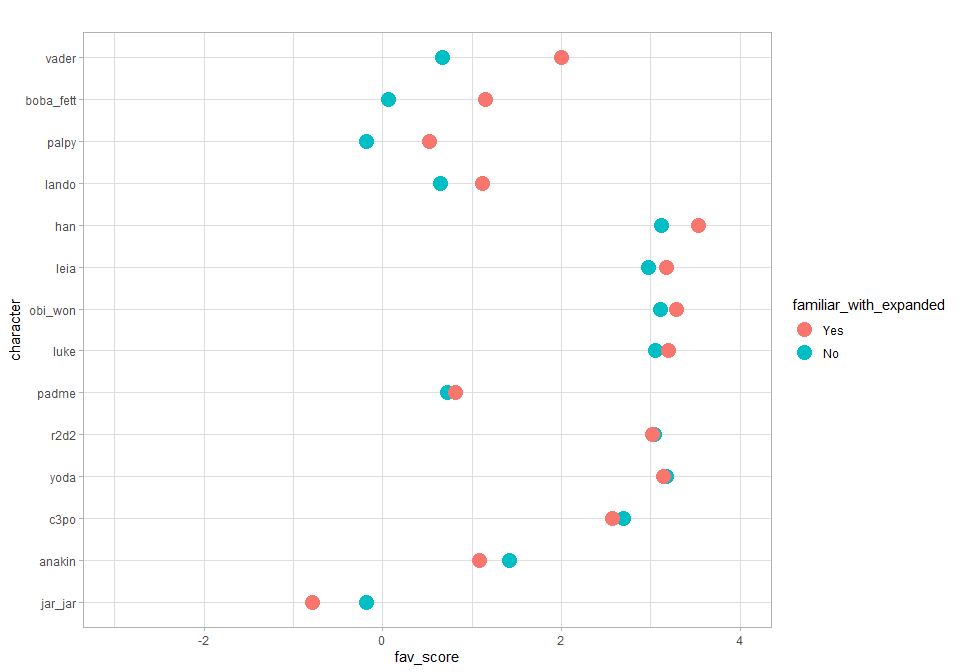 vader
boba_fett
palpy
lando
han
leia
obi_won
luke
padme
r2d2
yoda
c3po
anakin
jar_jar
character
-2
0
2
4
fav_score
familiar_with_expanded
Yes
No